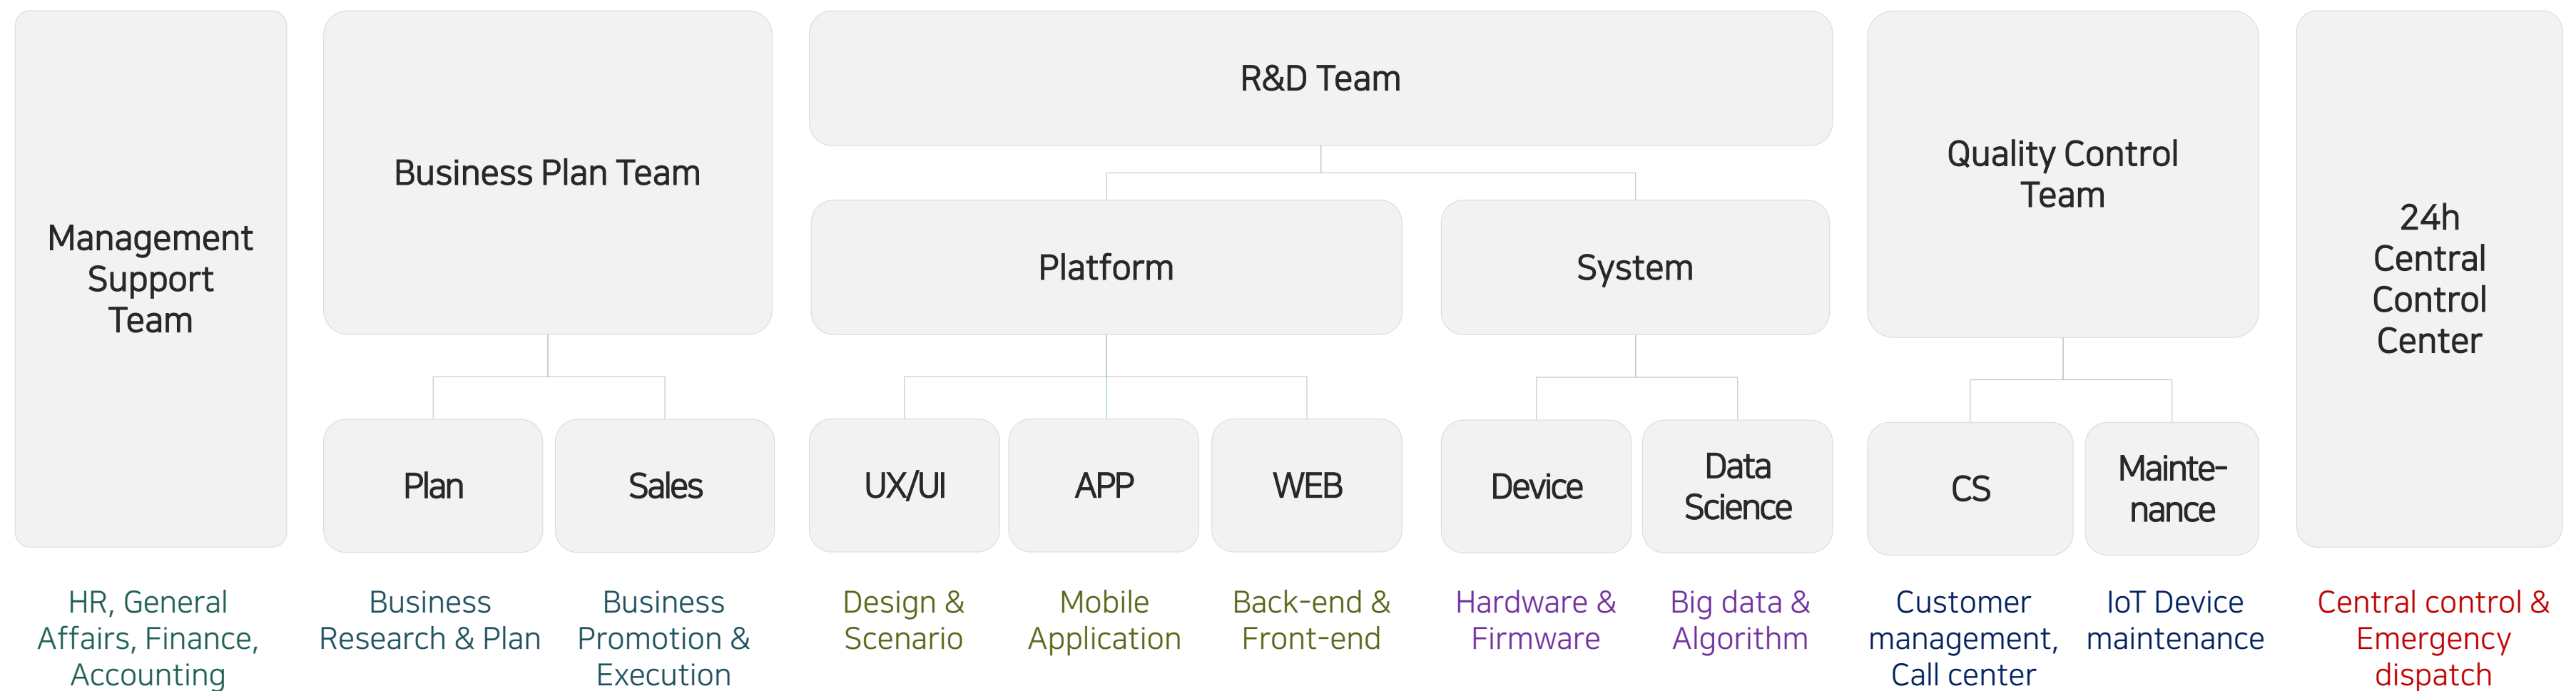 Management
Support
Team
Business Plan Team
R&D Team
Platform
System
Quality Control
Team
24h
Central
Control
Center
Plan
Sales
UX/UI
APP
WEB
Device
Data
Science
CS
Mainte-
nance
HR, General
Affairs, Finance,
Accounting
Business
Research & Plan
Business
Promotion &
Execution
Design &
Scenario
Mobile
Application
Back-end &
Front-end
Hardware &
Firmware
Big data &
Algorithm
Customer
management,
Call center
IoT Device
maintenance
Central control &
Emergency
dispatch